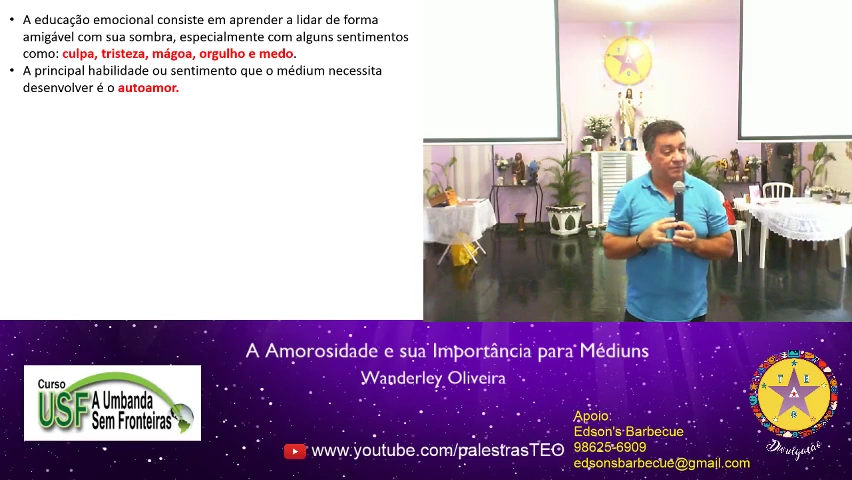 • A educação emocional consiste em aprender a lidar de forma
amigável com sua sombra, especialmente com alguns sentimentos
como: culpa, tristeza, mágoa, orgulho e medo.
• A principal habilidade ou sentimento que o médium necessita
desenvolver é o autoamor.
A Amorosidade e sua Importância para Médiuns
Wanderley Oliveira
Curso
USF A Umbanda
Sem Fronteiras
www.youtube.com/palestrasTEO
Apoio:
Edson's Barbecue
98625-6909
edsonsbarbecue@gmail.com
Divulgação